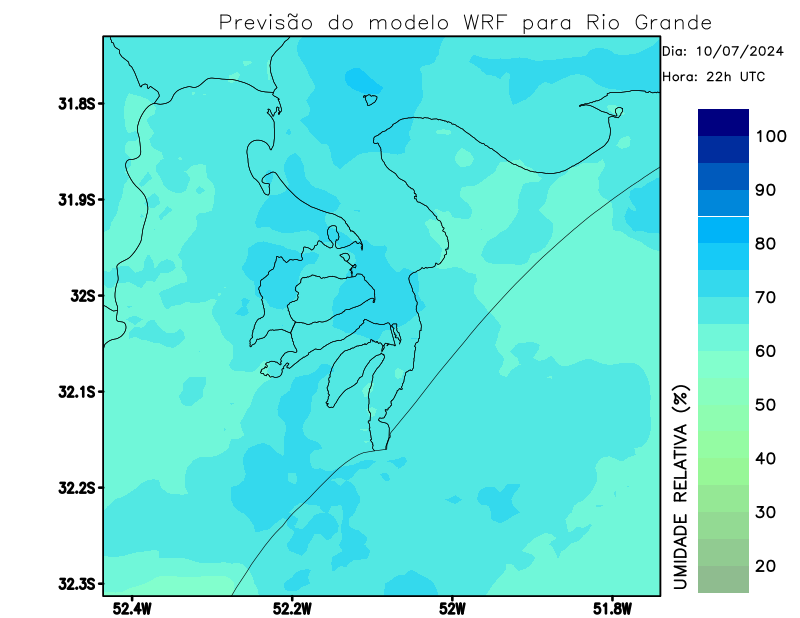 Previsão do modelo WRF para Rio Grande
Dia: 10/07/2024
Hora: 22h UTC
31.8S
31.9S
32S
32.1S
32.2S
32.3S
52.4W
52.2W
52W
51.8W
100
90
80
70
60
50
40
30
20
UMIDADE RELATIVA (%)